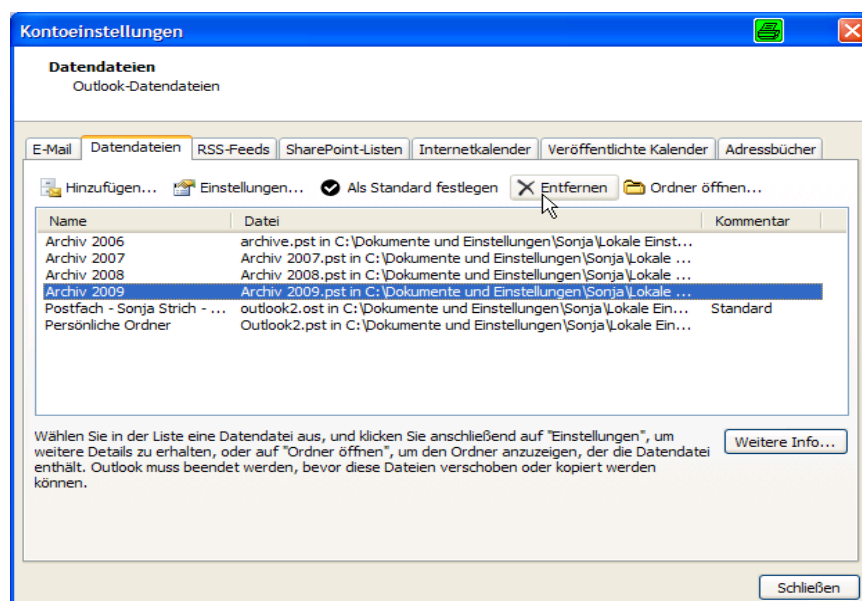 Kontoeinstellungen
Datendateien
Outlook-Datendateien
E-Mail Datendateien RSS-Feeds SharePoint-Listen Internetkalender Veröffentlichte Kalender Adressbücher
Hinzufügen... Einstellungen... Als Standard festlegen Entfernen Ordner öffnen...
Name Datei Kommentar
Archiv 2006 archive.pst in C:\Dokumente und Einstellungen\Sonja\Lokale Einst...
Archiv 2007 Archiv 2007.pst in C:\Dokumente und Einstellungen\Sonja\Lokale ...
Archiv 2008 Archiv 2008.pst in C:\Dokumente und Einstellungen\Sonja\Lokale ...
Archiv 2009 Archiv 2009.pst in C:\Dokumente und Einstellungen\Sonja\Lokale ...
Postfach - Sonja Strich - ... outlook2.ost in C:\Dokumente und Einstellungen\Sonja\Lokale Ein... Standard
Persönliche Ordner Outlook2.pst in C:\Dokumente und Einstellungen\Sonja\Lokale Ein...
Wählen Sie in der Liste eine Datendatei aus, und klicken Sie anschließend auf "Einstellungen", um
weitere Details zu erhalten, oder auf "Ordner öffnen", um den Ordner anzuzeigen, der die Datendatei
enthält. Outlook muss beendet werden, bevor diese Dateien verschoben oder kopiert werden
können.
Weitere Info...
Schließen